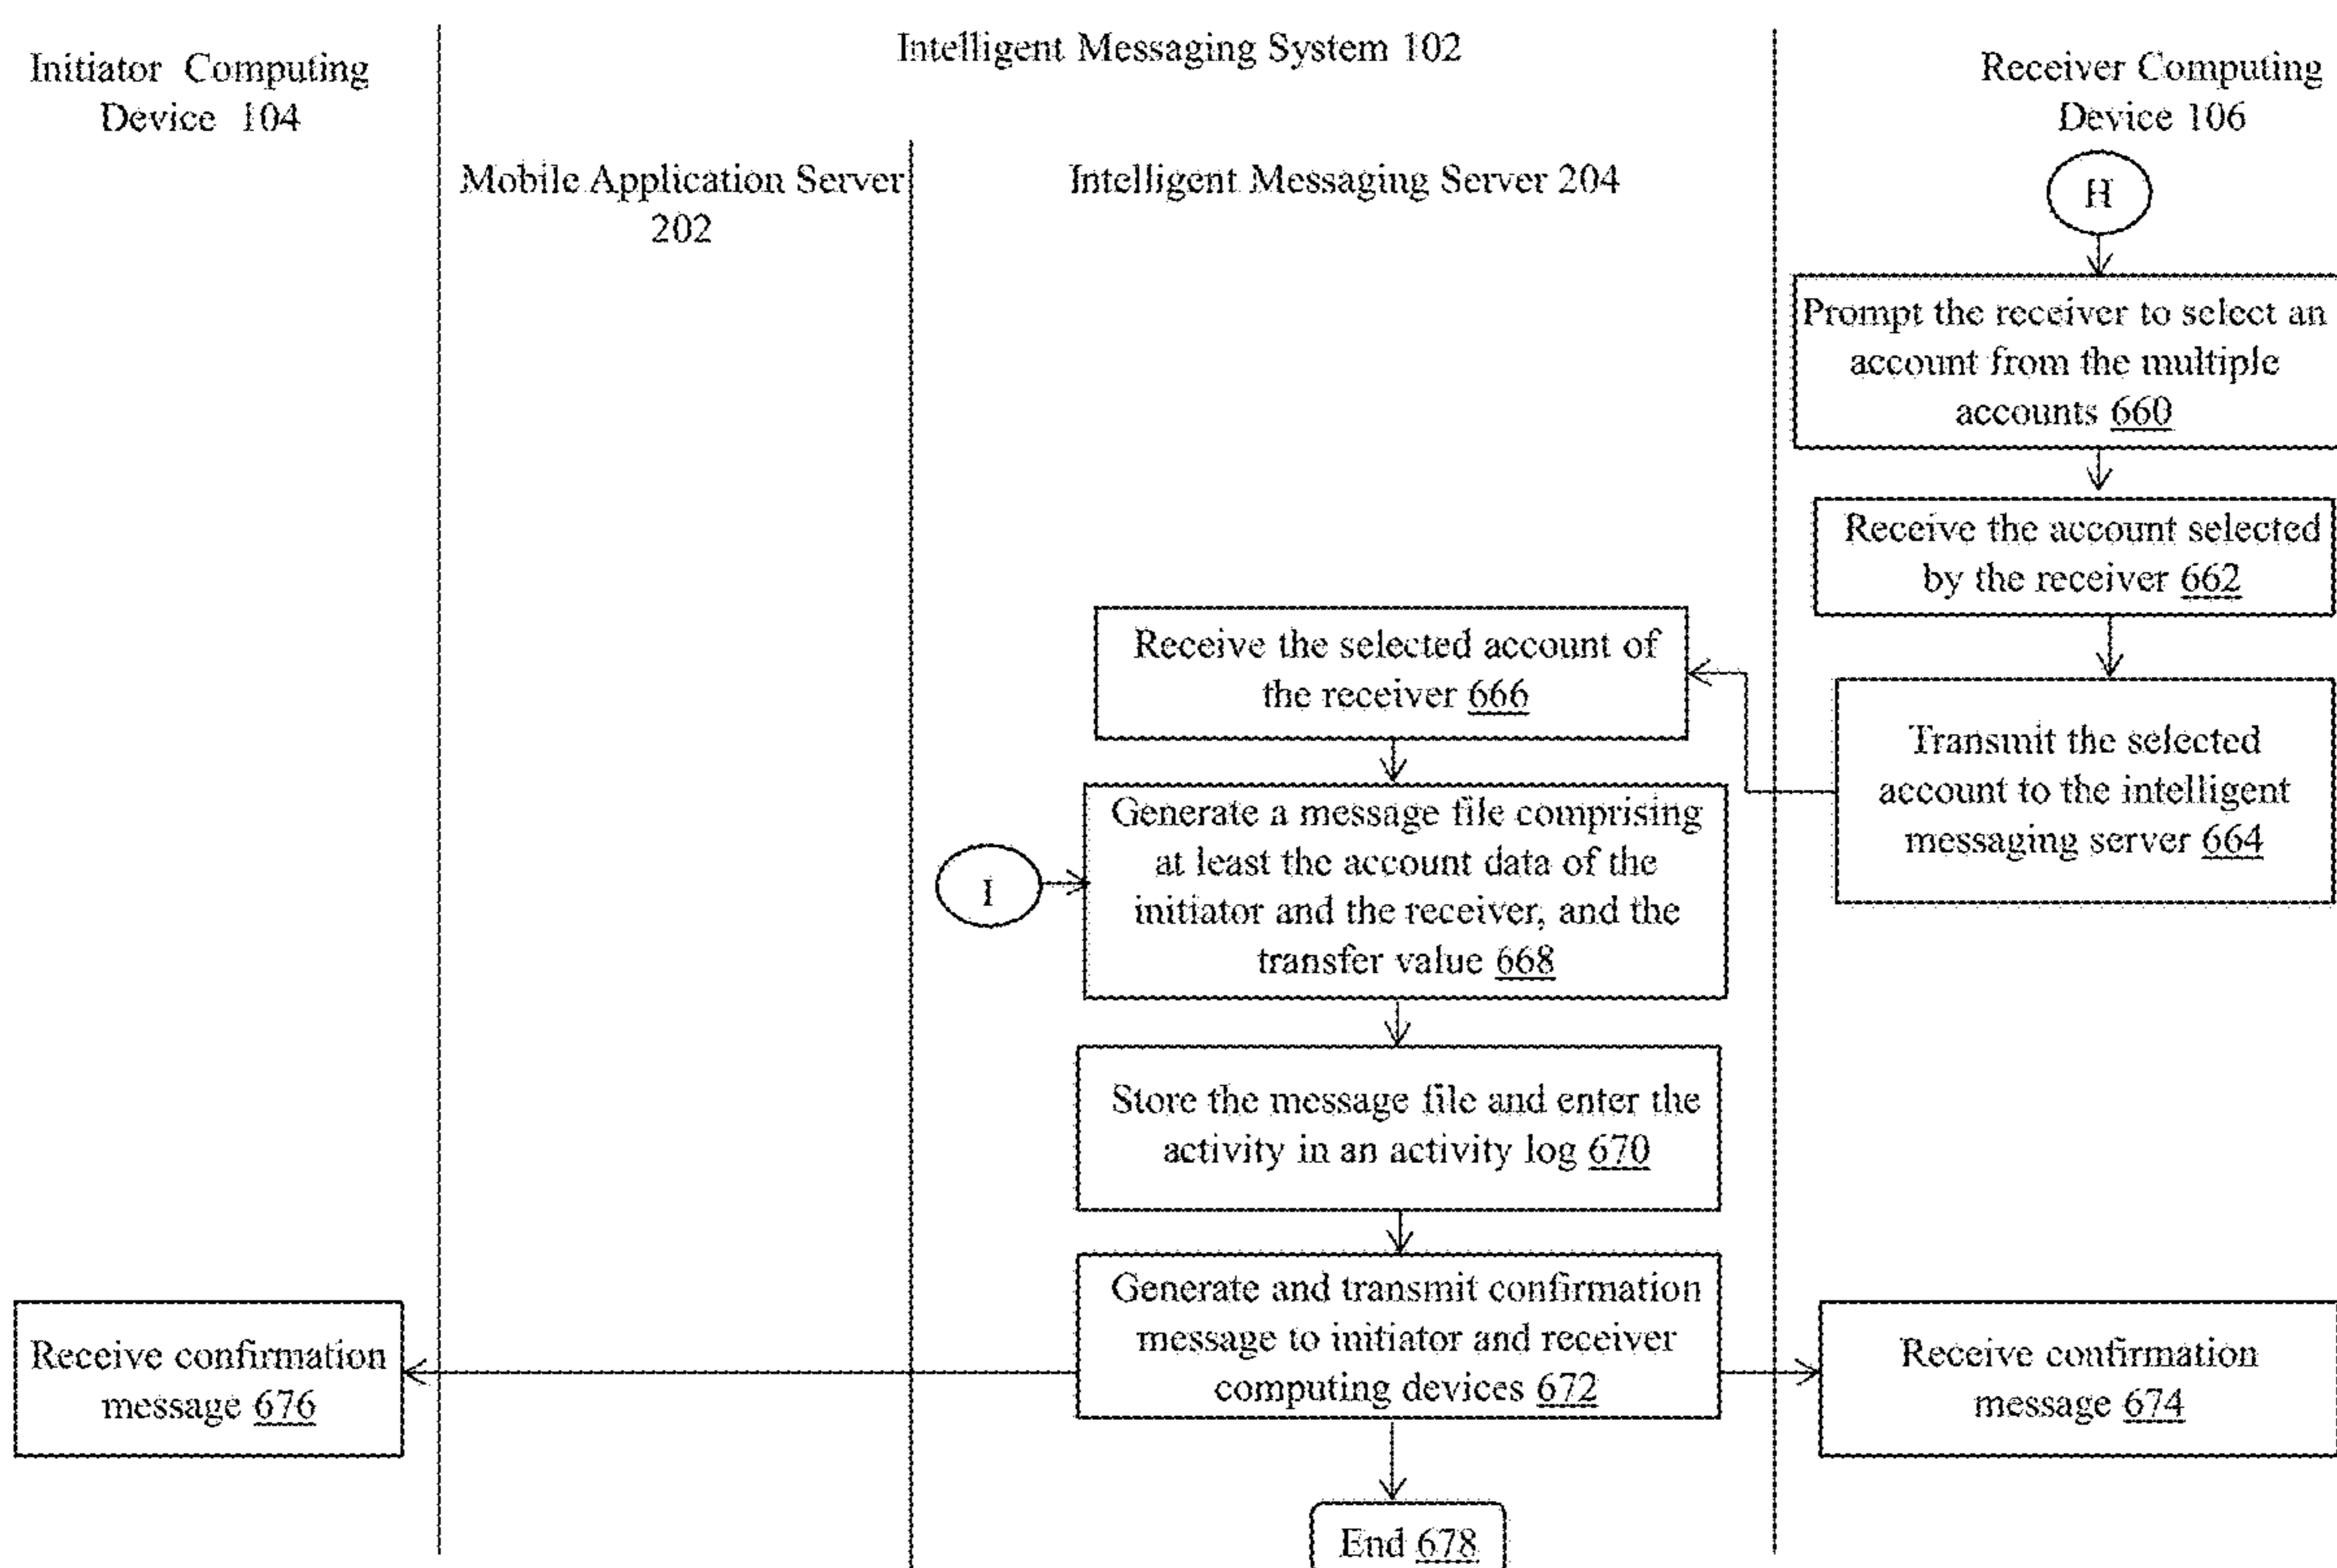 Initiator Computing
Device 104
Intelligent Messaging System 102
Receiver Computing
Device 106
Mobile Application Server
202
Intelligent Messaging Server 204
H
Prompt the receiver to select an
account from the multiple
accounts 660
Receive the account selected
by the receiver 662
Transmit the selected
account to the intelligent
messaging server 664
Receive the selected account of
the receiver 666
I
Generate a message file comprising
at least the account data of the
initiator and the receiver, and the
transfer value 668
Store the message file and enter the
activity in an activity log 670
Generate and transmit confirmation
message to initiator and receiver
computing devices 672
Receive confirmation
message 676
Receive confirmation
message 674
End 678